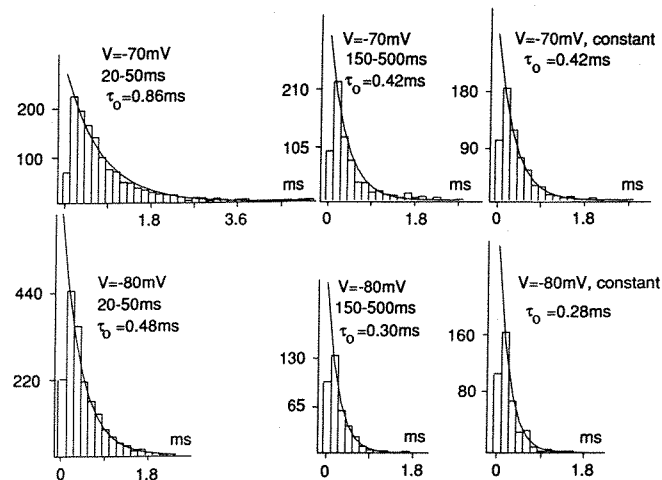 V=-70mV
20-50ms
τo=0.86ms
200
100
ms
1.8
3.6
V=-70mV
150-500ms
τo=0.42ms
210
105
ms
0
1.8
V=-70mV, constant
τo=0.42ms
180
90
ms
0
1.8
V=-80mV
20-50ms
τo=0.48ms
440
220
ms
0
1.8
V=-80mV
150-500ms
τo=0.30ms
130
65
ms
0
1.8
V=-80mV, constant
τo=0.28ms
160
80
ms
0
1.8